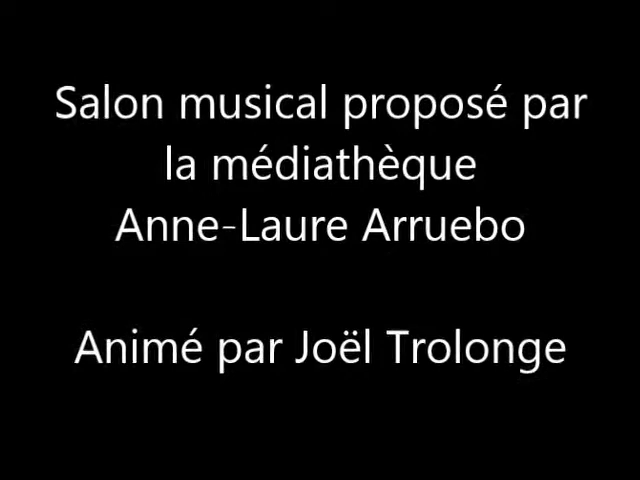 Salon musical proposé par
la médiathèque
Anne-Laure Arruebo
Animé par Joël Trolonge